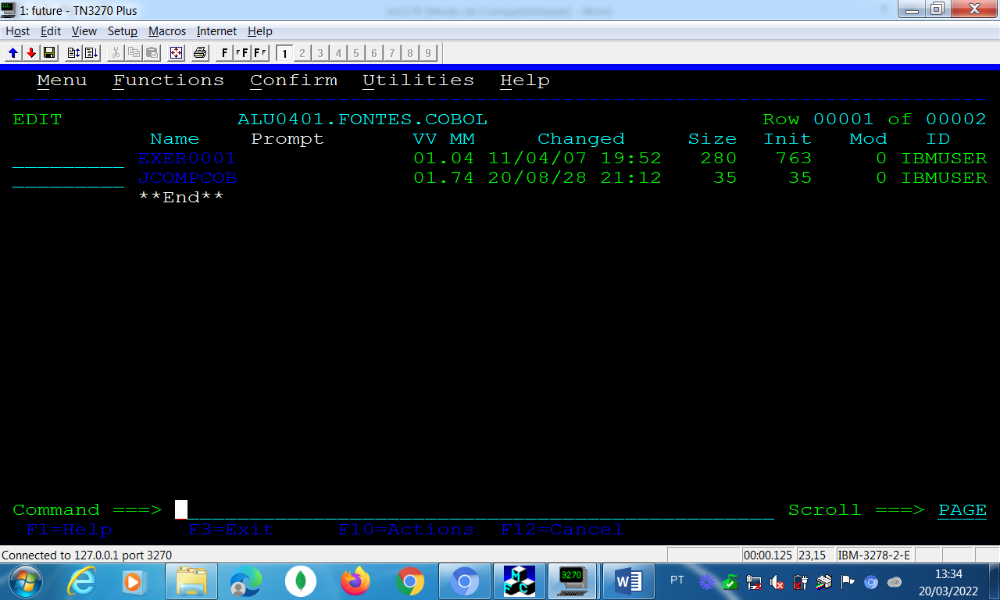 1: future - TN3270 Plus
Host Edit View Setup Macros Internet Help
F FF FF 1 2 3 4 5 6 7 8 9
Menu Functions Confirm Utilities Help
EDIT ALU0401.FONTES.COBOL Row 00001 of 00002
Name Prompt VV MM Changed Size Init Mod ID
_________ EXER0001 01.04 11/04/07 19:52 280 763 0 IBMUSER
_________ JCOMPCOB 01.74 20/08/28 21:12 35 35 0 IBMUSER
**End**
Command ===> Scroll ===> PAGE
F1=Help F3=Exit F10=Actions F12=Cancel
Connected to 127.0.0.1 port 3270 00:00.125 23,15 IBM-3278-2-E
3270 PT 13:34
20/03/2022